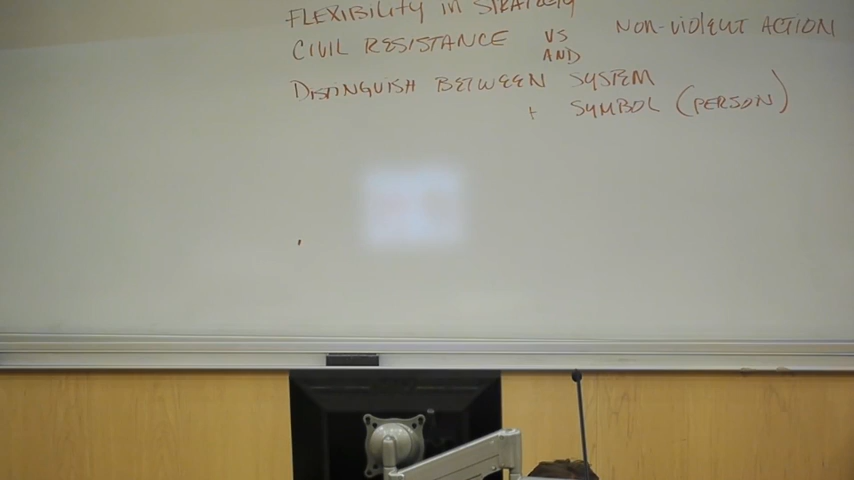 FLEXIBILITY in STRATEGY
CIVIL RESISTANCE VS NON-VIOLENT ACTION
AND
DISTINGUISH BETWEEN SYSTEM
+ SYMBOL (PERSON)